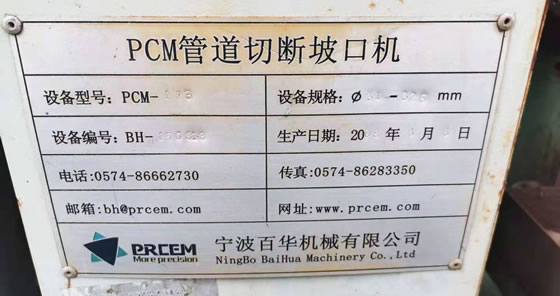 PCM管道切断坡口机
设备型号: PCM-
设备规格: Ø mm
设备编号: BH-
生产日期: 20 年 月 日
电话:0574-86662730
传真:0574-86283350
邮箱:bh@prcem.com
网址:www.prcem.com
PRCEM
More precision
宁波百华机械有限公司
NingBo BaiHua Machinery Co.,Ltd